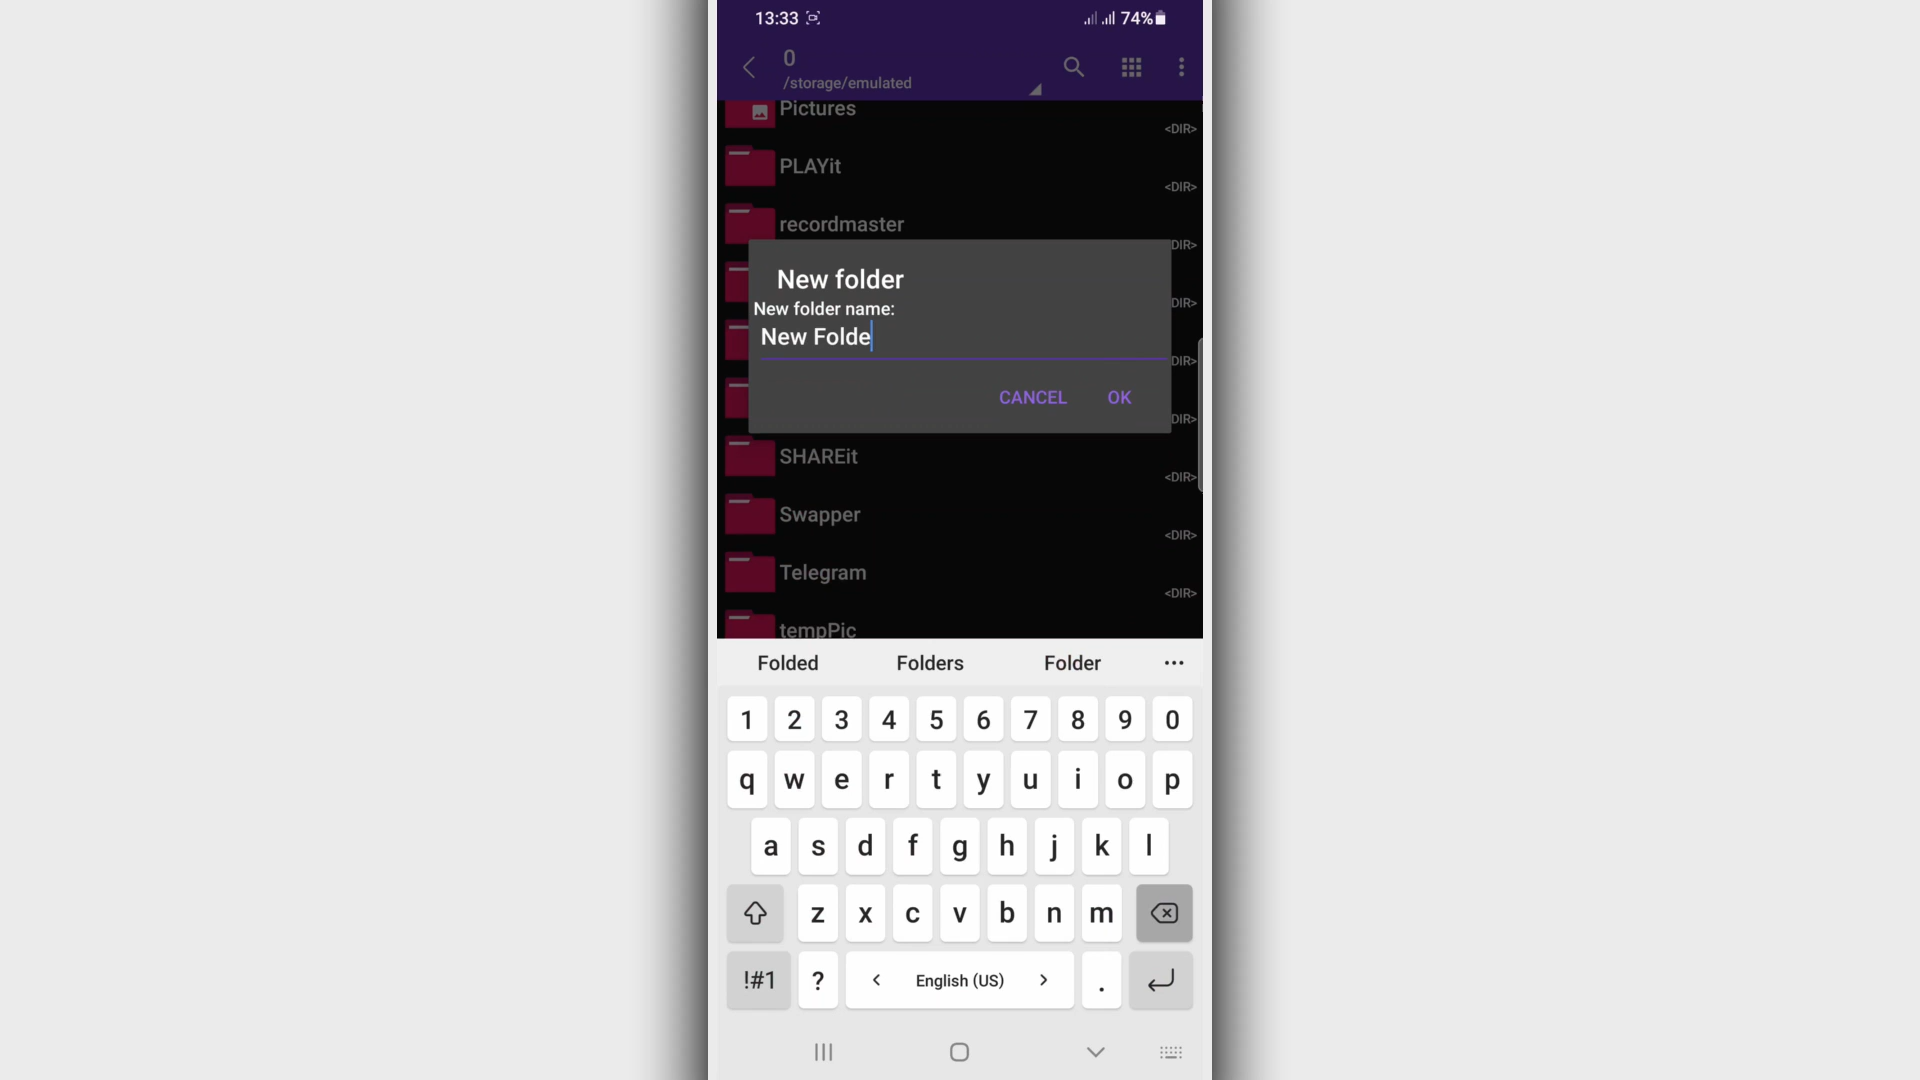 13:33 74%
0
/storage/emulated
Pictures
<DIR>
PLAYit
<DIR>
recordmaster
DIR>
New folder
New folder name:
DIR>
New Folde
DIR>
CANCEL OK
DIR>
SHAREit
<DIR>
Swapper
<DIR>
Telegram
<DIR>
tempPic
Folded Folders Folder ...
1 2 3 4 5 6 7 8 9 0
q w e r t y u i o p
a s d f g h j k l
z x c v b n m
!#1 ? < English (US) > .